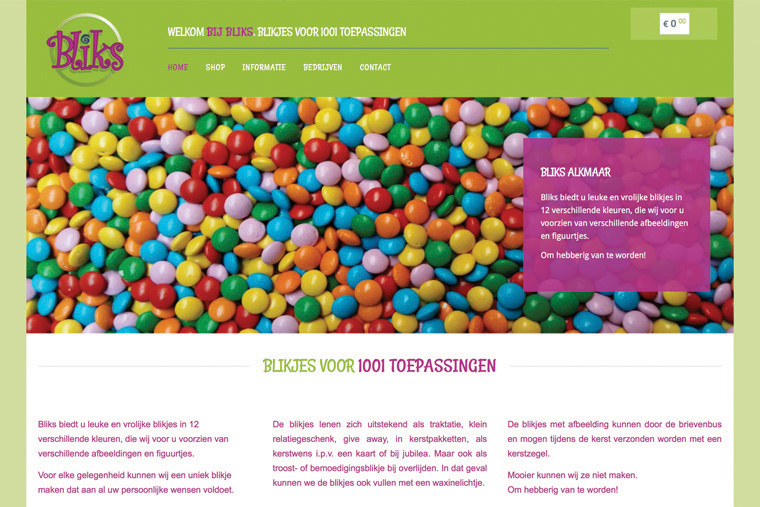 Bliks
WELKOM BIJ BLIKS. BLIKJES VOOR 1001 TOEPASSINGEN
€ 0 00
HOME SHOP INFORMATIE BEDRIJVEN CONTACT
BLIKS ALKMAAR
Bliks biedt u leuke en vrolijke blikjes in
12 verschillende kleuren, die wij voor u
voorzien van verschillende afbeeldingen
en figuurtjes.
Om hebberig van te worden!
BLIKJES VOOR 1001 TOEPASSINGEN
Bliks biedt u leuke en vrolijke blikjes in 12
verschillende kleuren, die wij voor u voorzien van
verschillende afbeeldingen en figuurtjes.
Voor elke gelegenheid kunnen wij een uniek blikje
maken dat aan al uw persoonlijke wensen voldoet.
De blikjes lenen zich uitstekend als traktatie, klein
relatiegeschenk, give away, in kerstpakketten, als
kerstwens i.p.v. een kaart of bij jubilea. Maar ook als
troost- of bemoedigingsblikje bij overlijden. In dat geval
kunnen we de blikjes ook vullen met een waxinelichtje.
De blikjes met afbeelding kunnen door de brievenbus
en mogen tijdens de kerst verzonden worden met een
kerstzegel.
Mooier kunnen wij ze niet maken.
Om hebberig van te worden!